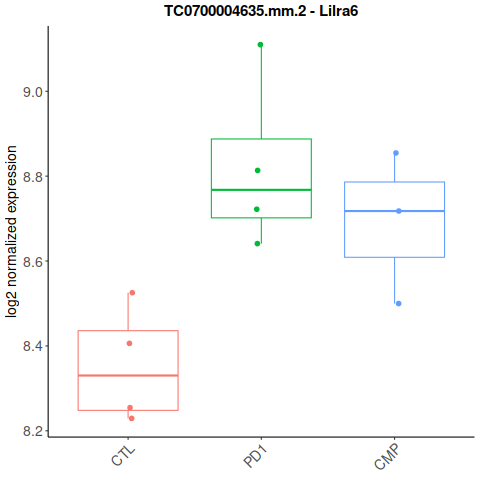 TC0700004635.mm.2 - Lilra6
log2 normalized expression
9.0
8.8
8.6
8.4
8.2
CTL
PD1
CMP